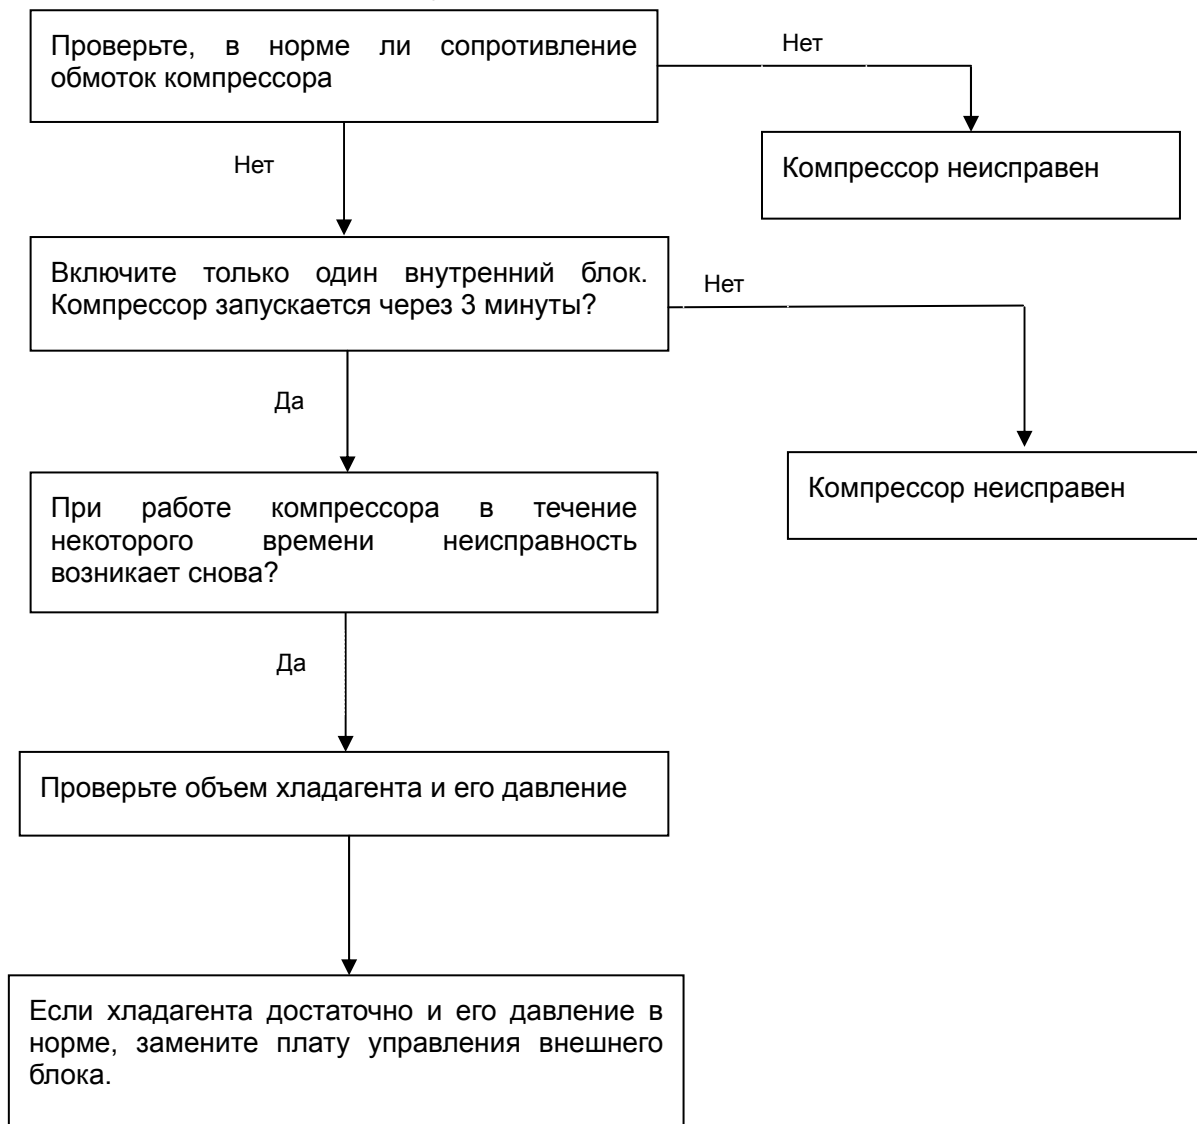 Проверьте, в норме ли сопротивление
обмоток компрессора
Нет
Нет
Компрессор неисправен
Включите только один внутренний блок.
Компрессор запускается через 3 минуты?
Нет
Да
Компрессор неисправен
При работе компрессора в течение
некоторого времени неисправность
возникает снова?
Да
Проверьте объем хладагента и его давление
Если хладагента достаточно и его давление в
норме, замените плату управления внешнего
блока.